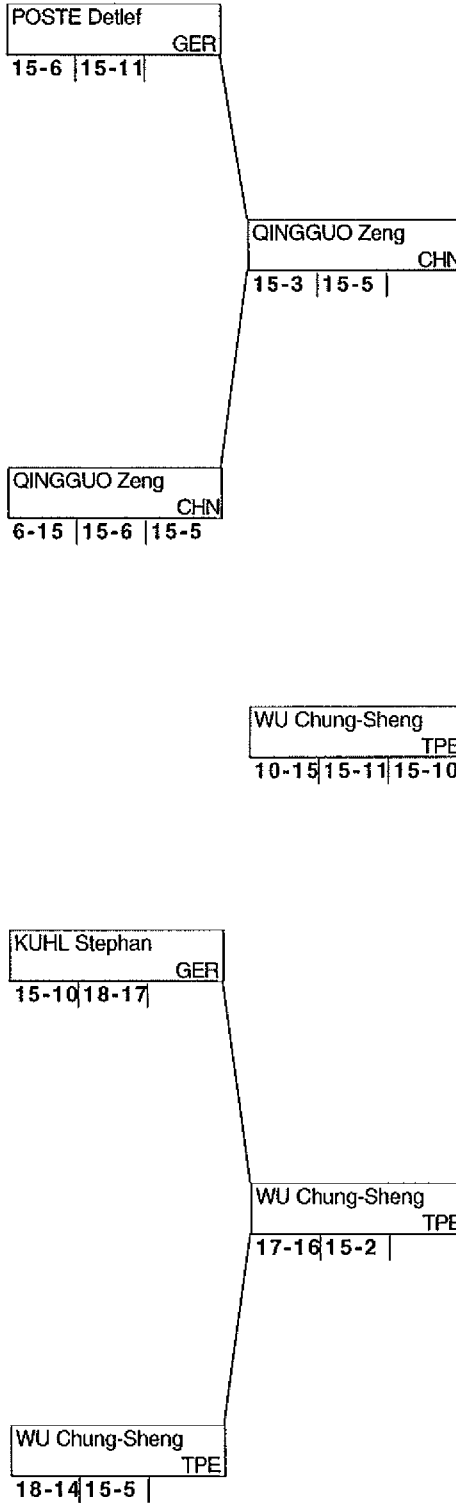 POSTE Detlef
GER
15-6 | 15-11|
QINGGUO Zeng
CHN
15-3 | 15-5 |
QINGGUO Zeng
CHN
6-15 | 15-6 | 15-5
WU Chung-Sheng
TPE
10-15| 15-11| 15-10
KUHL Stephan
GER
15-10| 18-17|
WU Chung-Sheng
TPE
17-16| 15-2 |
WU Chung-Sheng
TPE
18-14| 15-5 |